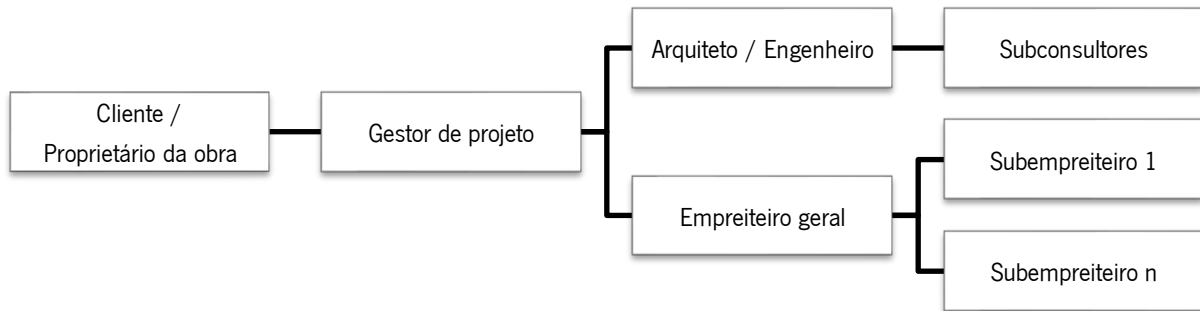 Cliente /
Proprietário da obra
Gestor de projeto
Arquiteto / Engenheiro
Subconsultores
Empreiteiro geral
Subempreiteiro 1
Subempreiteiro n